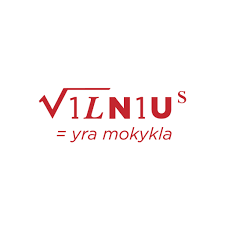 √1LN1Uˢ
= yra mokykla